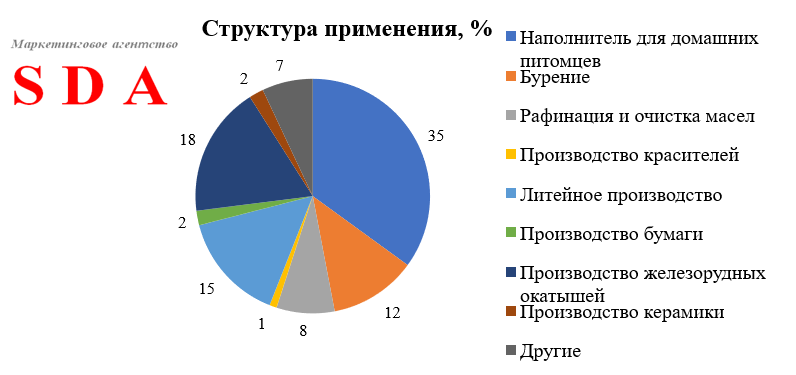 Структура применения, %
Маркетинговое агентство
SDA
35
12
8
1
15
2
18
2
7
Наполнитель для домашних
питомцев
Бурение
Рафинация и очистка масел
Производство красителей
Литейное производство
Производство бумаги
Производство железорудных
окатышей
Производство керамики
Другие